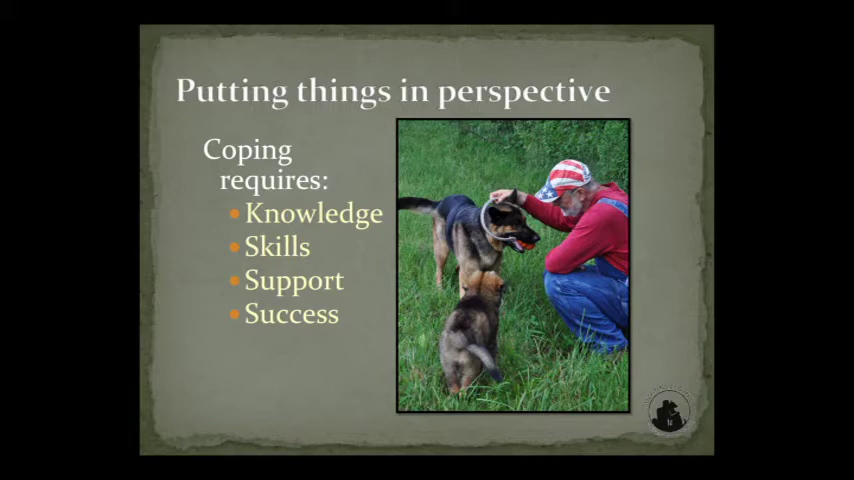 Putting things in perspective
Coping
requires:
Knowledge
Skills
Support
Success